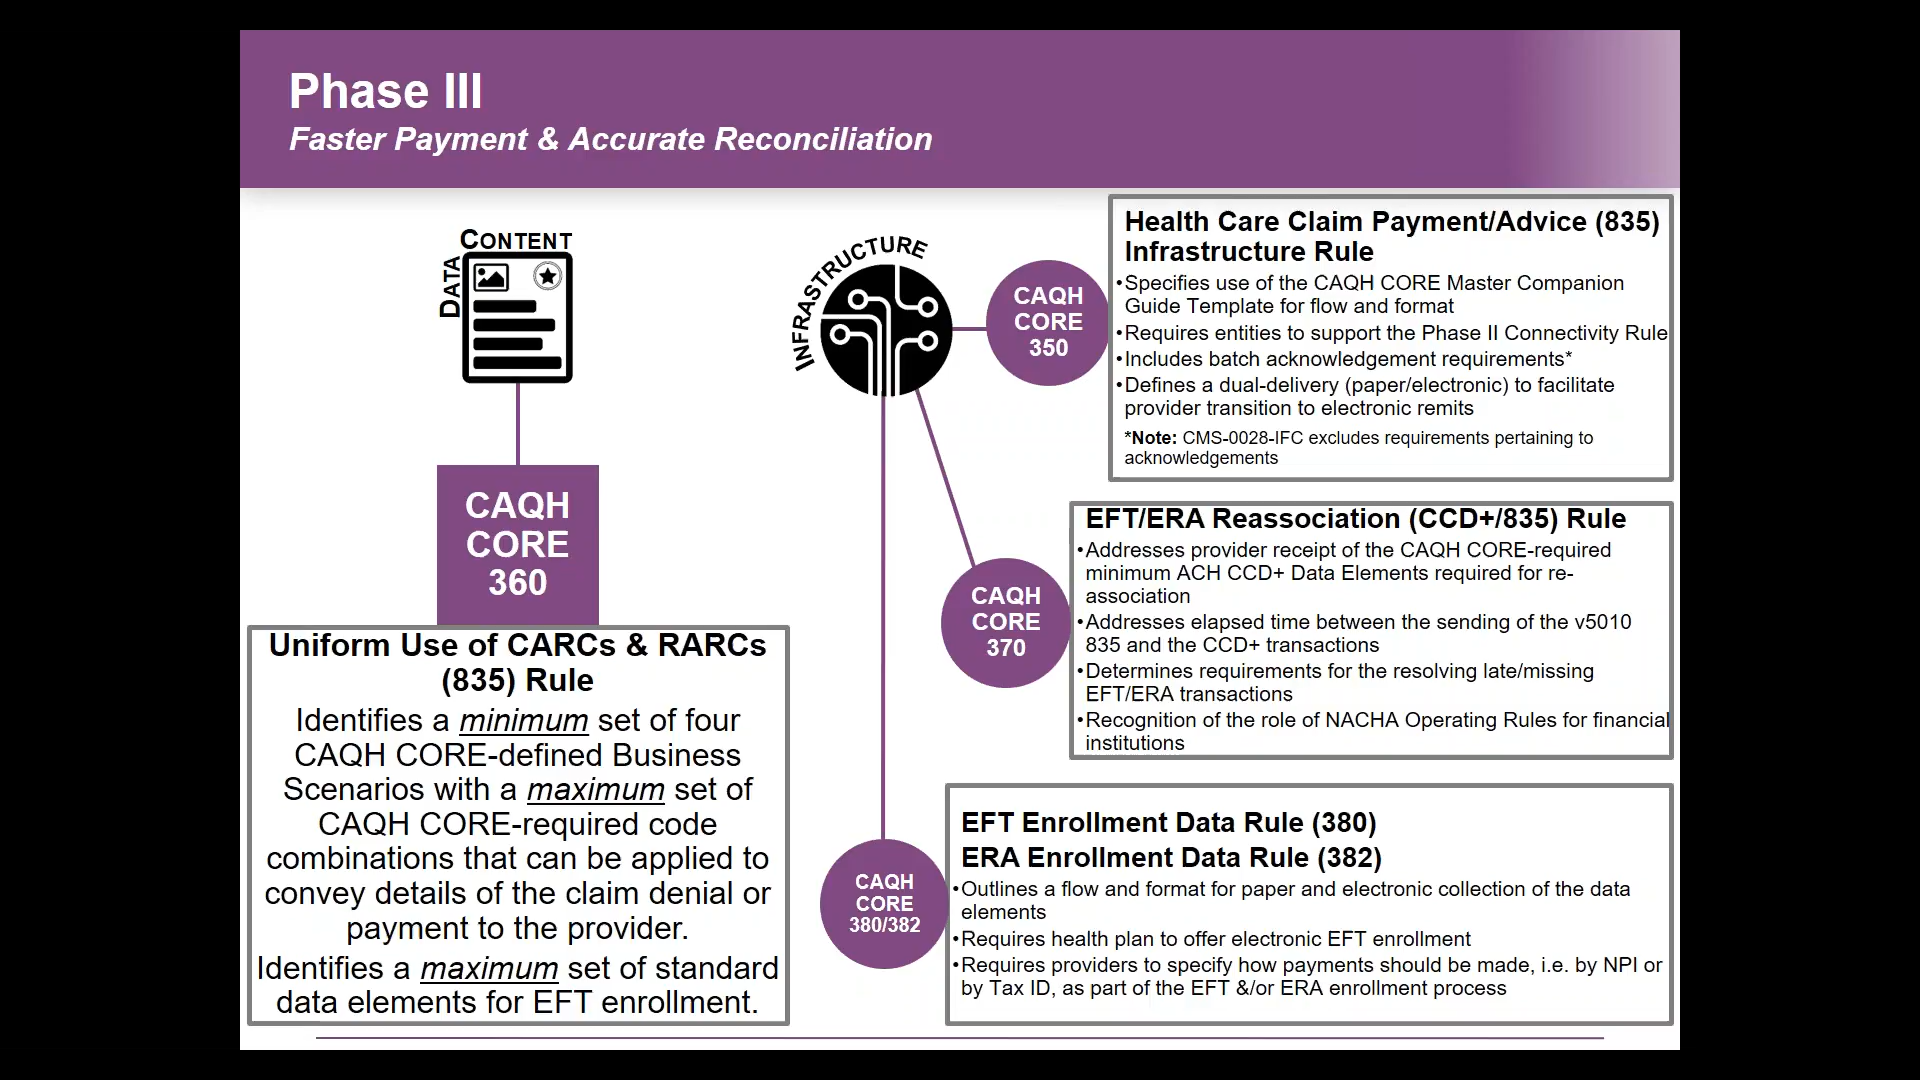 Phase III
Faster Payment & Accurate Reconciliation
CONTENT
DATA
CAQH
CORE
360
Uniform Use of CARCs & RARCs
(835) Rule
Identifies a minimum set of four
CAQH CORE-defined Business
Scenarios with a maximum set of
CAQH CORE-required code
combinations that can be applied to
convey details of the claim denial or
payment to the provider.
Identifies a maximum set of standard
data elements for EFT enrollment.
INFRASTRUCTURE
CAQH
CORE
350
Health Care Claim Payment/Advice (835)
Infrastructure Rule
•Specifies use of the CAQH CORE Master Companion
Guide Template for flow and format
•Requires entities to support the Phase II Connectivity Rule
•Includes batch acknowledgement requirements*
•Defines a dual-delivery (paper/electronic) to facilitate
provider transition to electronic remits
*Note: CMS-0028-IFC excludes requirements pertaining to
acknowledgements
CAQH
CORE
370
EFT/ERA Reassociation (CCD+/835) Rule
•Addresses provider receipt of the CAQH CORE-required
minimum ACH CCD+ Data Elements required for re-
association
•Addresses elapsed time between the sending of the v5010
835 and the CCD+ transactions
•Determines requirements for the resolving late/missing
EFT/ERA transactions
•Recognition of the role of NACHA Operating Rules for financial
institutions
CAQH
CORE
380/382
EFT Enrollment Data Rule (380)
ERA Enrollment Data Rule (382)
•Outlines a flow and format for paper and electronic collection of the data
elements
•Requires health plan to offer electronic EFT enrollment
•Requires providers to specify how payments should be made, i.e. by NPI or
by Tax ID, as part of the EFT &/or ERA enrollment process